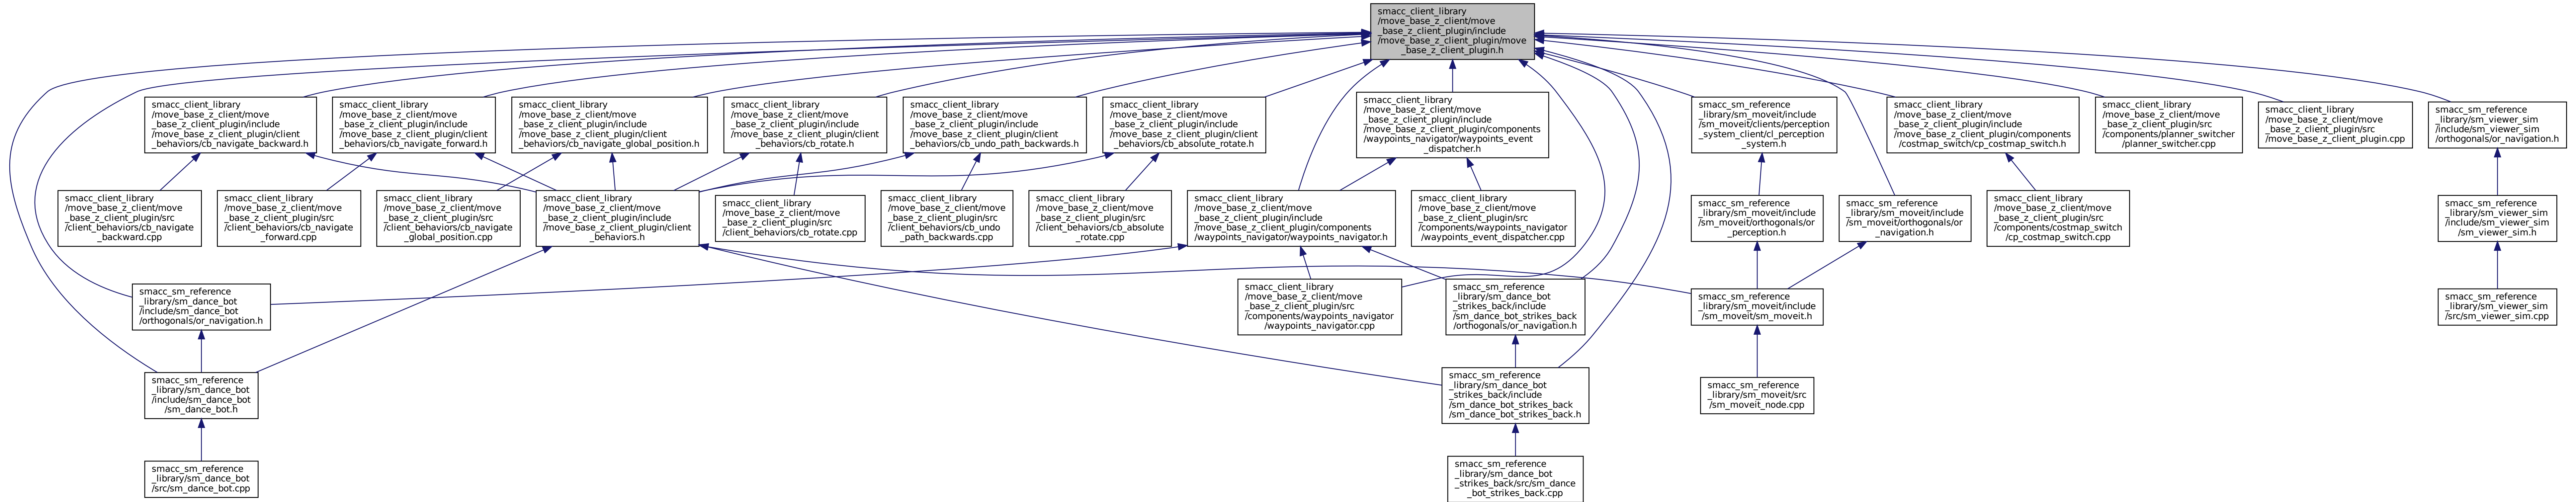 smacc_client_library
/move_base_z_client/move
_base_z_client_plugin/include
/move_base_z_client_plugin/move
_base_z_client_plugin.h
smacc_client_library
/move_base_z_client/move
_base_z_client_plugin/include
/move_base_z_client_plugin/client
_behaviors/cb_navigate_backward.h
smacc_client_library
/move_base_z_client/move
_base_z_client_plugin/include
/move_base_z_client_plugin/client
_behaviors/cb_navigate_forward.h
smacc_client_library
/move_base_z_client/move
_base_z_client_plugin/include
/move_base_z_client_plugin/client
_behaviors/cb_navigate_global_position.h
smacc_client_library
/move_base_z_client/move
_base_z_client_plugin/include
/move_base_z_client_plugin/client
_behaviors/cb_rotate.h
smacc_client_library
/move_base_z_client/move
_base_z_client_plugin/include
/move_base_z_client_plugin/client
_behaviors/cb_undo_path_backwards.h
smacc_client_library
/move_base_z_client/move
_base_z_client_plugin/include
/move_base_z_client_plugin/client
_behaviors/cb_absolute_rotate.h
smacc_client_library
/move_base_z_client/move
_base_z_client_plugin/include
/move_base_z_client_plugin/components
/waypoints_navigator/waypoints_event
_dispatcher.h
smacc_sm_reference
_library/sm_moveit/include
/sm_moveit/clients/perception
_system_client/cl_perception
_system.h
smacc_client_library
/move_base_z_client/move
_base_z_client_plugin/include
/move_base_z_client_plugin/components
/costmap_switch/cp_costmap_switch.h
smacc_client_library
/move_base_z_client/move
_base_z_client_plugin/src
/components/planner_switcher
/planner_switcher.cpp
smacc_client_library
/move_base_z_client/move
_base_z_client_plugin/src
/move_base_z_client_plugin.cpp
smacc_sm_reference
_library/sm_viewer_sim
/include/sm_viewer_sim
/orthogonals/or_navigation.h
smacc_client_library
/move_base_z_client/move
_base_z_client_plugin/src
/client_behaviors/cb_navigate
_backward.cpp
smacc_client_library
/move_base_z_client/move
_base_z_client_plugin/src
/client_behaviors/cb_navigate
_forward.cpp
smacc_client_library
/move_base_z_client/move
_base_z_client_plugin/src
/client_behaviors/cb_navigate
_global_position.cpp
smacc_client_library
/move_base_z_client/move
_base_z_client_plugin/include
/move_base_z_client_plugin/client
_behaviors.h
smacc_client_library
/move_base_z_client/move
_base_z_client_plugin/src
/client_behaviors/cb_rotate.cpp
smacc_client_library
/move_base_z_client/move
_base_z_client_plugin/src
/client_behaviors/cb_undo
_path_backwards.cpp
smacc_client_library
/move_base_z_client/move
_base_z_client_plugin/src
/client_behaviors/cb_absolute
_rotate.cpp
smacc_client_library
/move_base_z_client/move
_base_z_client_plugin/include
/move_base_z_client_plugin/components
/waypoints_navigator/waypoints_navigator.h
smacc_client_library
/move_base_z_client/move
_base_z_client_plugin/src
/components/waypoints_navigator
/waypoints_event_dispatcher.cpp
smacc_sm_reference
_library/sm_moveit/include
/sm_moveit/orthogonals/or
_perception.h
smacc_sm_reference
_library/sm_moveit/include
/sm_moveit/orthogonals/or
_navigation.h
smacc_client_library
/move_base_z_client/move
_base_z_client_plugin/src
/components/costmap_switch
/cp_costmap_switch.cpp
smacc_sm_reference
_library/sm_viewer_sim
/include/sm_viewer_sim
/sm_viewer_sim.h
smacc_sm_reference
_library/sm_dance_bot
/include/sm_dance_bot
/orthogonals/or_navigation.h
smacc_client_library
/move_base_z_client/move
_base_z_client_plugin/src
/components/waypoints_navigator
/waypoints_navigator.cpp
smacc_sm_reference
_library/sm_dance_bot
_strikes_back/include
/sm_dance_bot_strikes_back
/orthogonals/or_navigation.h
smacc_sm_reference
_library/sm_moveit/include
/sm_moveit/sm_moveit.h
smacc_sm_reference
_library/sm_viewer_sim
/src/sm_viewer_sim.cpp
smacc_sm_reference
_library/sm_dance_bot
/include/sm_dance_bot
/sm_dance_bot.h
smacc_sm_reference
_library/sm_dance_bot
_strikes_back/include
/sm_dance_bot_strikes_back
/sm_dance_bot_strikes_back.h
smacc_sm_reference
_library/sm_moveit/src
/sm_moveit_node.cpp
smacc_sm_reference
_library/sm_dance_bot
/src/sm_dance_bot.cpp
smacc_sm_reference
_library/sm_dance_bot
_strikes_back/src/sm_dance
_bot_strikes_back.cpp